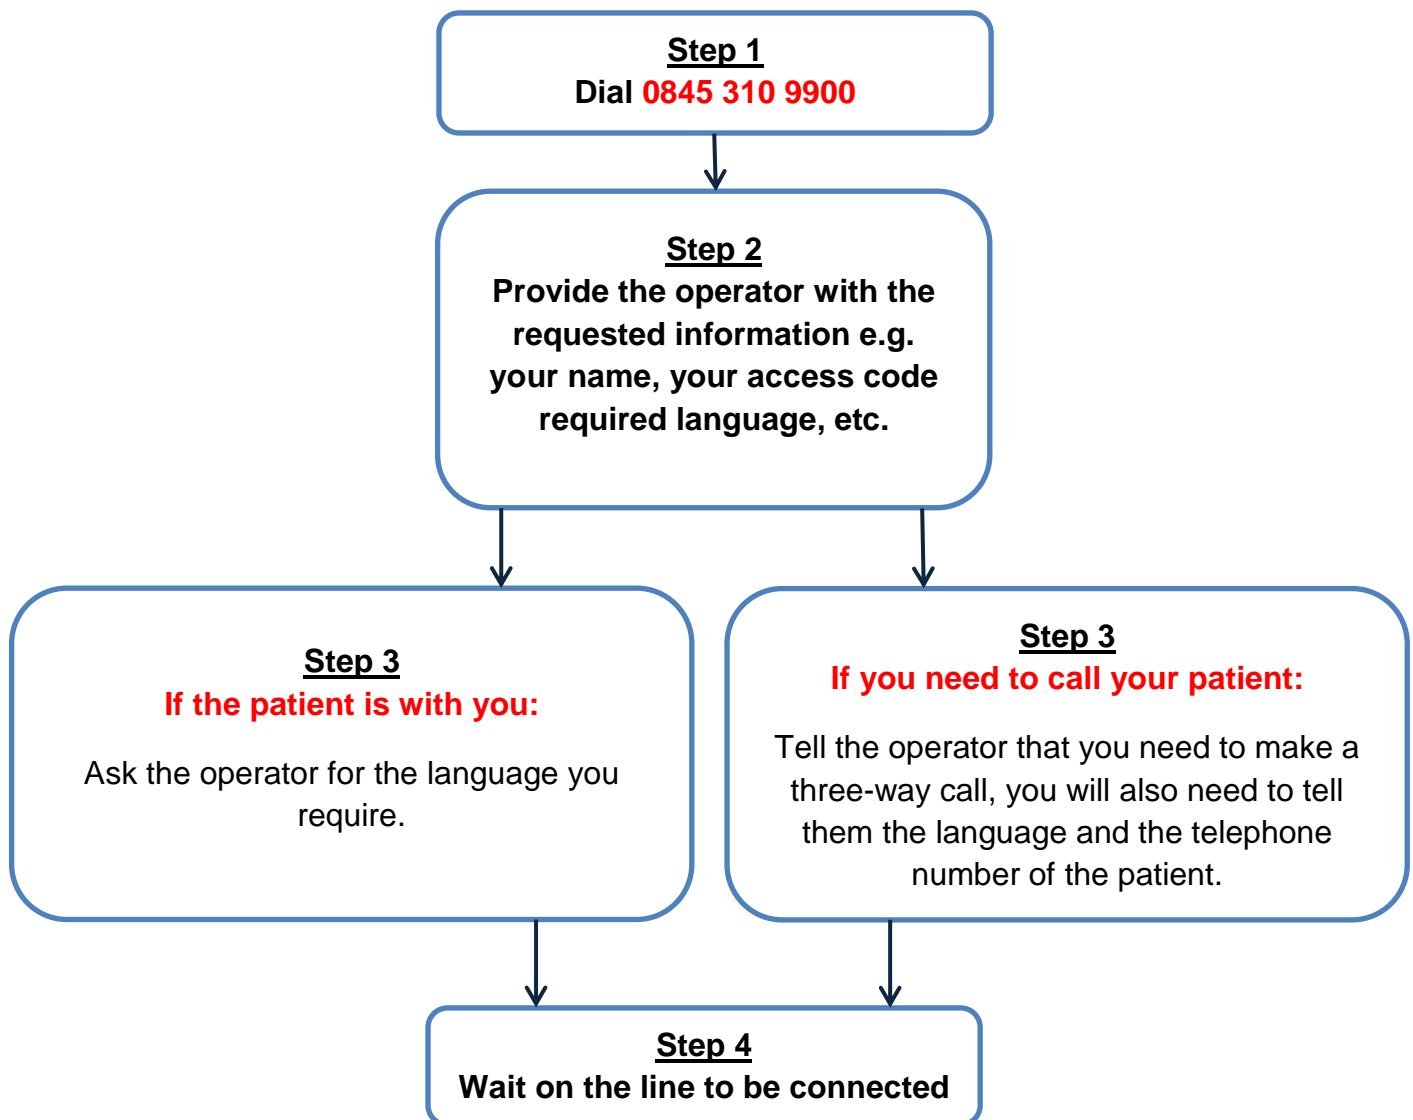 Step 1
Dial 0845 310 9900
Step 2
Provide the operator with the
requested information e.g.
your name, your access code
required language, etc.
Step 3
If the patient is with you:
Ask the operator for the language you
require.
Step 3
If you need to call your patient:
Tell the operator that you need to make a
three-way call, you will also need to tell
them the language and the telephone
number of the patient.
Step 4
Wait on the line to be connected